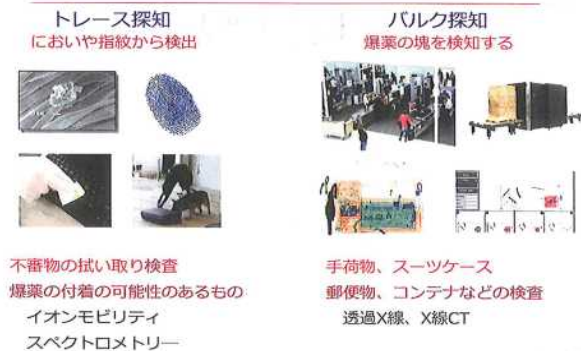 トレース探知
においや指紋から検出
不審物の拭い取り検査
爆薬の付着の可能性のあるもの
イオンモビリティ
スペクトロメトリー
バルク探知
爆薬の塊を検知する
手荷物、スーツケース
郵便物、コンテナなどの検査
透過X線、X線CT